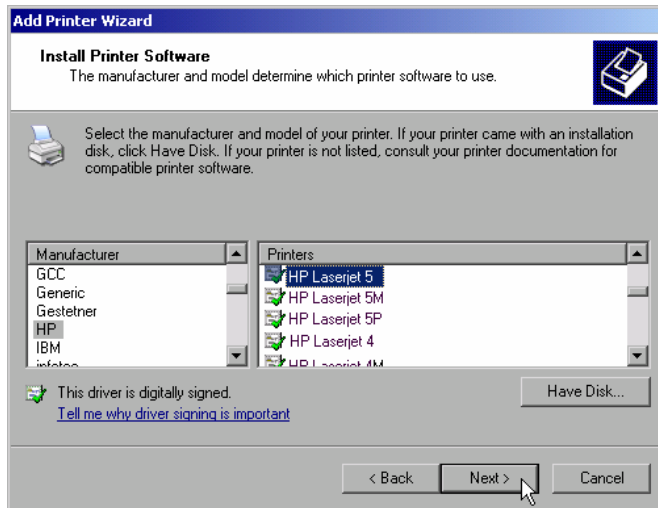 Add Printer Wizard
Install Printer Software
The manufacturer and model determine which printer software to use.
Select the manufacturer and model of your printer. If your printer came with an installation
disk, click Have Disk. If your printer is not listed, consult your printer documentation for
compatible printer software.
Manufacturer
GCC
Generic
Gestetner
HP
IBM
infotec
Printers
HP Laserjet 5
HP Laserjet 5M
HP Laserjet 5P
HP Laserjet 4
HP Laserjet 4M
This driver is digitally signed.
Tell me why driver signing is important
Have Disk...
< Back
Next >
Cancel